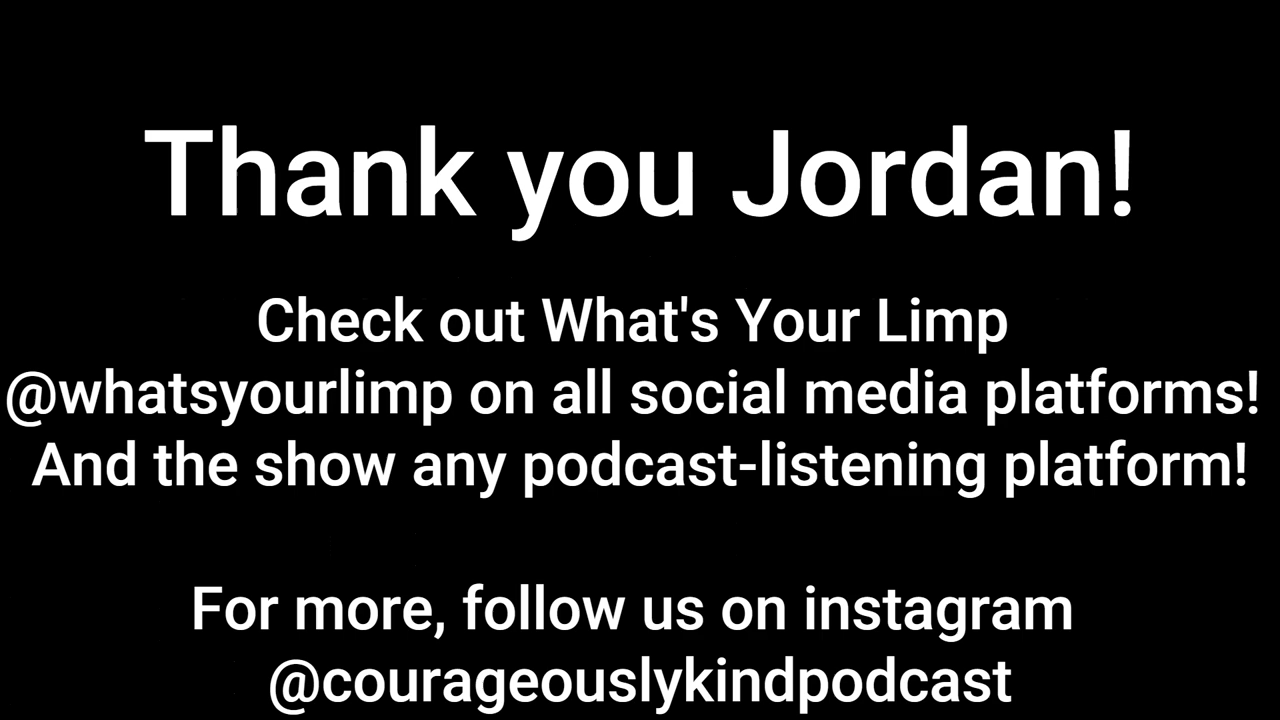 Thank you Jordan!
Check out What's Your Limp
@whatsyourlimp on all social media platforms!
And the show any podcast-listening platform!
For more, follow us on instagram
@courageouslykindpodcast